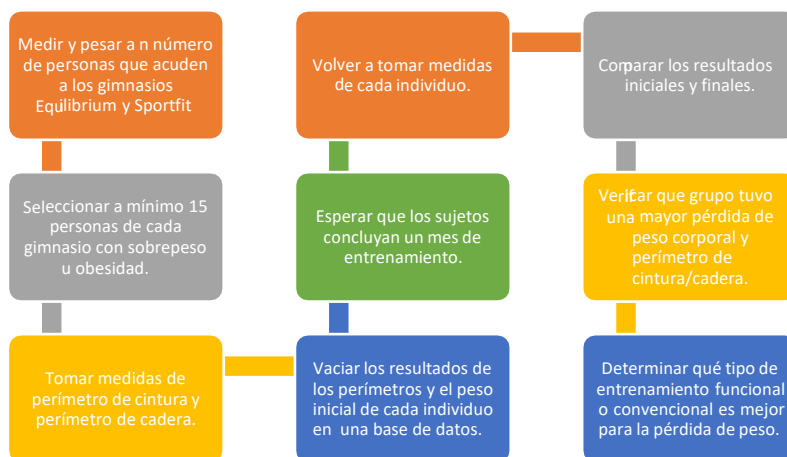 Medir y pesar a n número
de personas que acuden
a los gimnasios
Equilibrium y Sportfit
Seleccionar a mínimo 15
personas de cada
gimnasio con sobrepeso
u obesidad.
Tomar medidas de
perímetro de cintura y
perímetro de cadera.
Vaciar los resultados de
los perímetros y el peso
inicial de cada individuo
en una base de datos.
Esperar que los sujetos
concluyan un mes de
entrenamiento.
Volver a tomar medidas
de cada individuo.
Comparar los resultados
iniciales y finales.
Verificar que grupo tuvo
una mayor pérdida de
peso corporal y
perímetro de
cintura/cadera.
Determinar qué tipo de
entrenamiento funcional
o convencional es mejor
para la pérdida de peso.